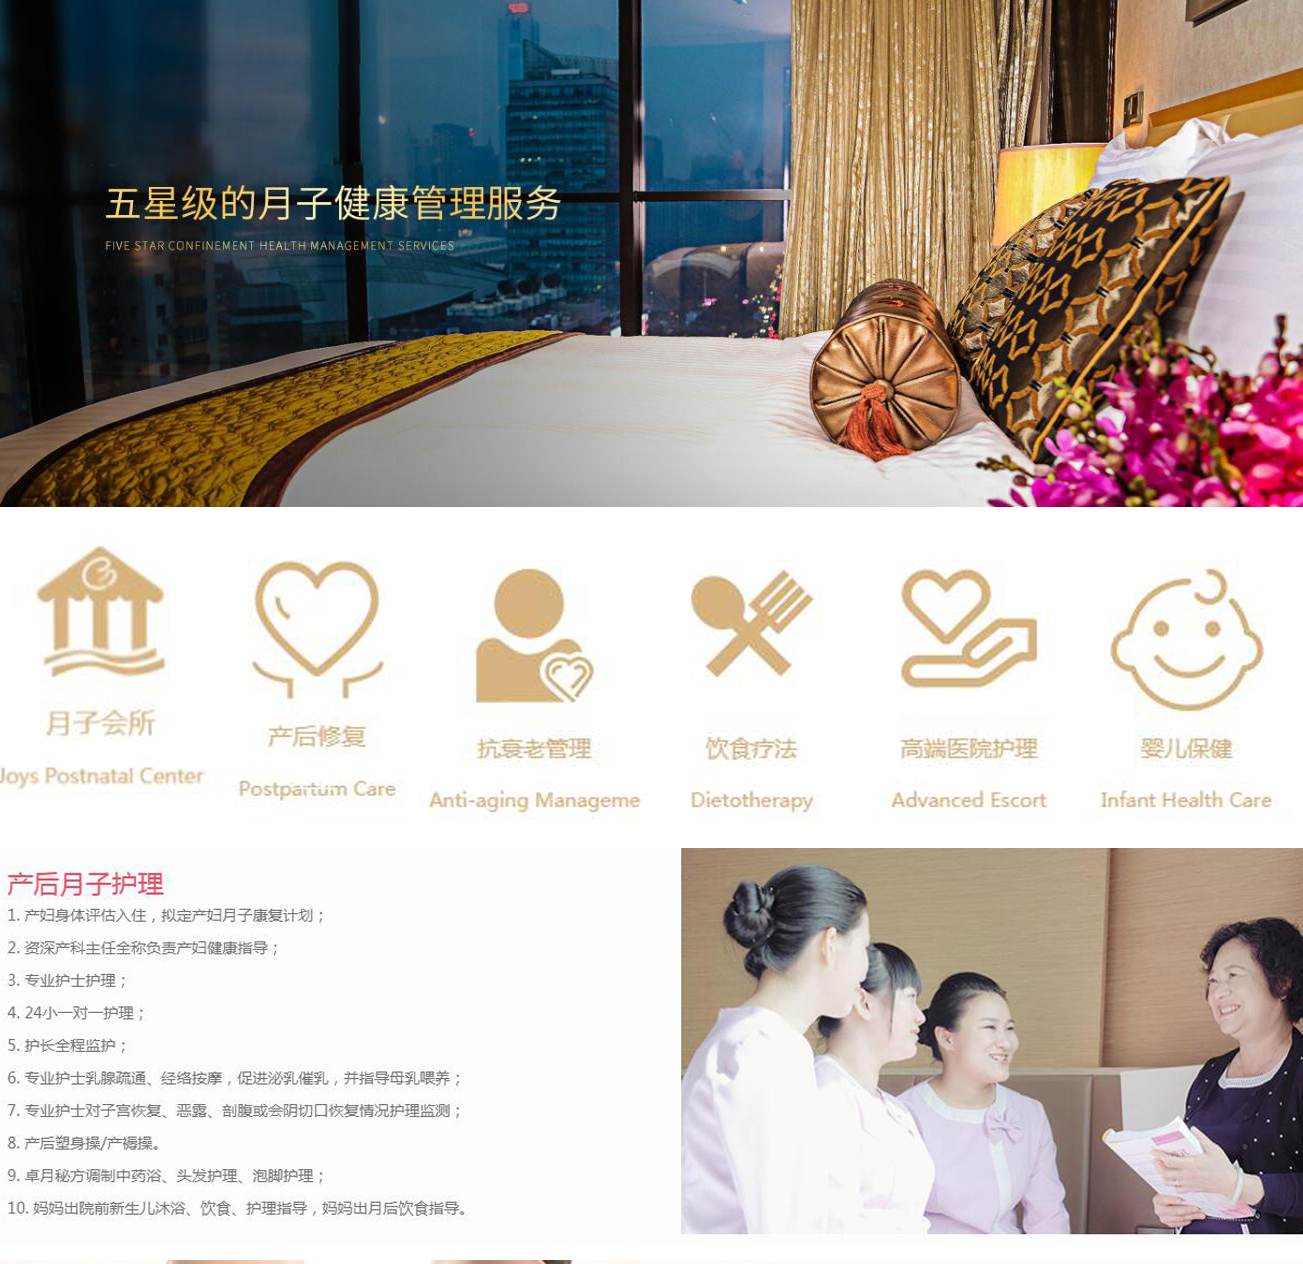 五星级的月子健康管理服务
FIVE STAR CONFINEMENT HEALTH MANAGEMENT SERVICES
月子会所
Joys Postnatal Center
产后修复
Postpartum Care
抗衰老管理
Anti-aging Manageme
饮食疗法
Dietotherapy
高端医院护理
Advanced Escort
婴儿保健
Infant Health Care
产后月子护理
1. 产妇身体评估入住，拟定产妇月子康复计划；
2. 资深产科主任全称负责产妇健康指导；
3. 专业护士护理；
4. 24小一对一护理；
5. 护长全程监护；
6. 专业护士乳腺疏通、经络按摩，促进泌乳催乳，并指导母乳喂养；
7. 专业护士对子宫恢复、恶露、剖腹或会阴切口恢复情况护理监测；
8. 产后塑身操/产褥操。
9. 卓月秘方调制中药浴、头发护理、泡脚护理；
10. 妈妈出院前新生儿沐浴、饮食、护理指导，妈妈出月后饮食指导。